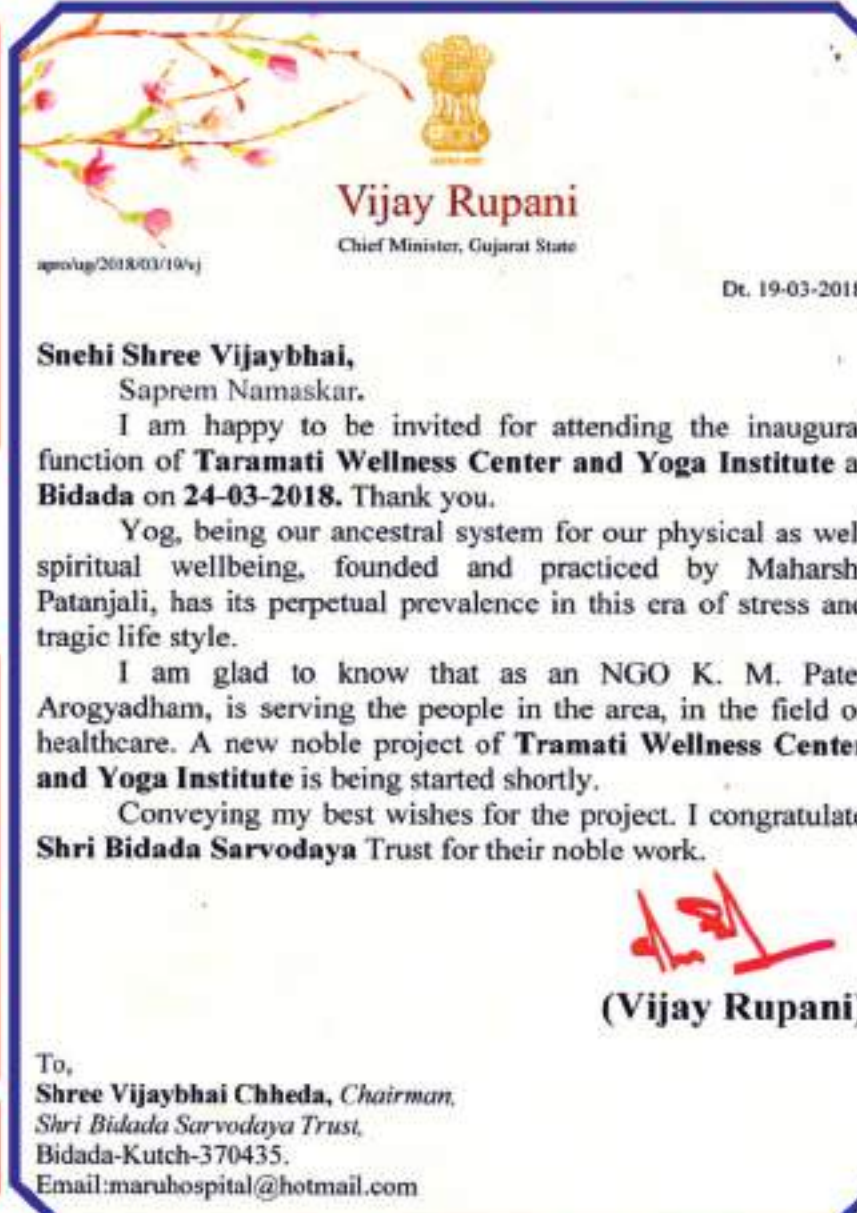 Vijay Rupani
Chief Minister, Gujarat State
apro/ug/2018/03/19/vj
Dt. 19-03-2018
Snehi Shree Vijaybhai,
Saprem Namaskar.
I am happy to be invited for attending the inaugura
function of Taramati Wellness Center and Yoga Institute a
Bidada on 24-03-2018. Thank you.
Yog, being our ancestral system for our physical as wel
spiritual wellbeing, founded and practiced by Maharsh
Patanjali, has its perpetual prevalence in this era of stress and
tragic life style.
I am glad to know that as an NGO K. M. Pate
Arogyadham, is serving the people in the area, in the field o
healthcare. A new noble project of Tramati Wellness Center
and Yoga Institute is being started shortly.
Conveying my best wishes for the project. I congratulate
Shri Bidada Sarvodaya Trust for their noble work.
(Vijay Rupani)
To,
Shree Vijaybhai Chheda, Chairman,
Shri Bidada Sarvodaya Trust,
Bidada-Kutch-370435.
Email:maruhospital@hotmail.com